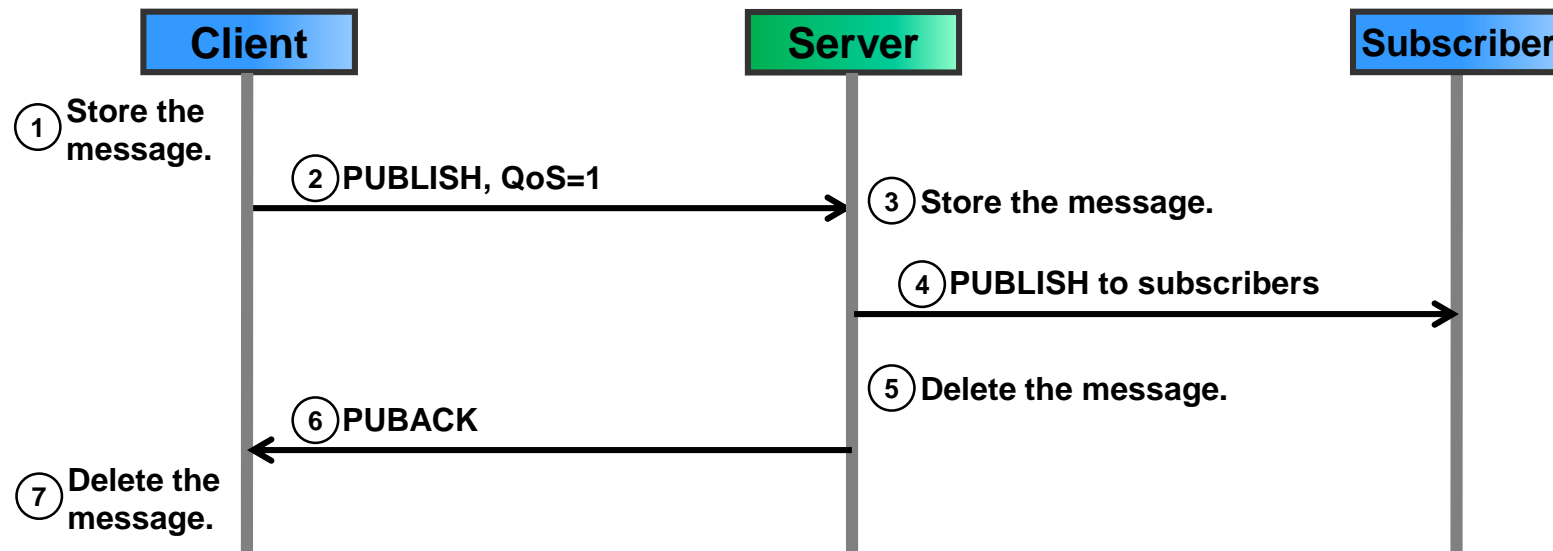 Client
Server
Subscriber
1 Store the
message.
2 PUBLISH, QoS=1
3 Store the message.
4 PUBLISH to subscribers
5 Delete the message.
6 PUBACK
7 Delete the
message.